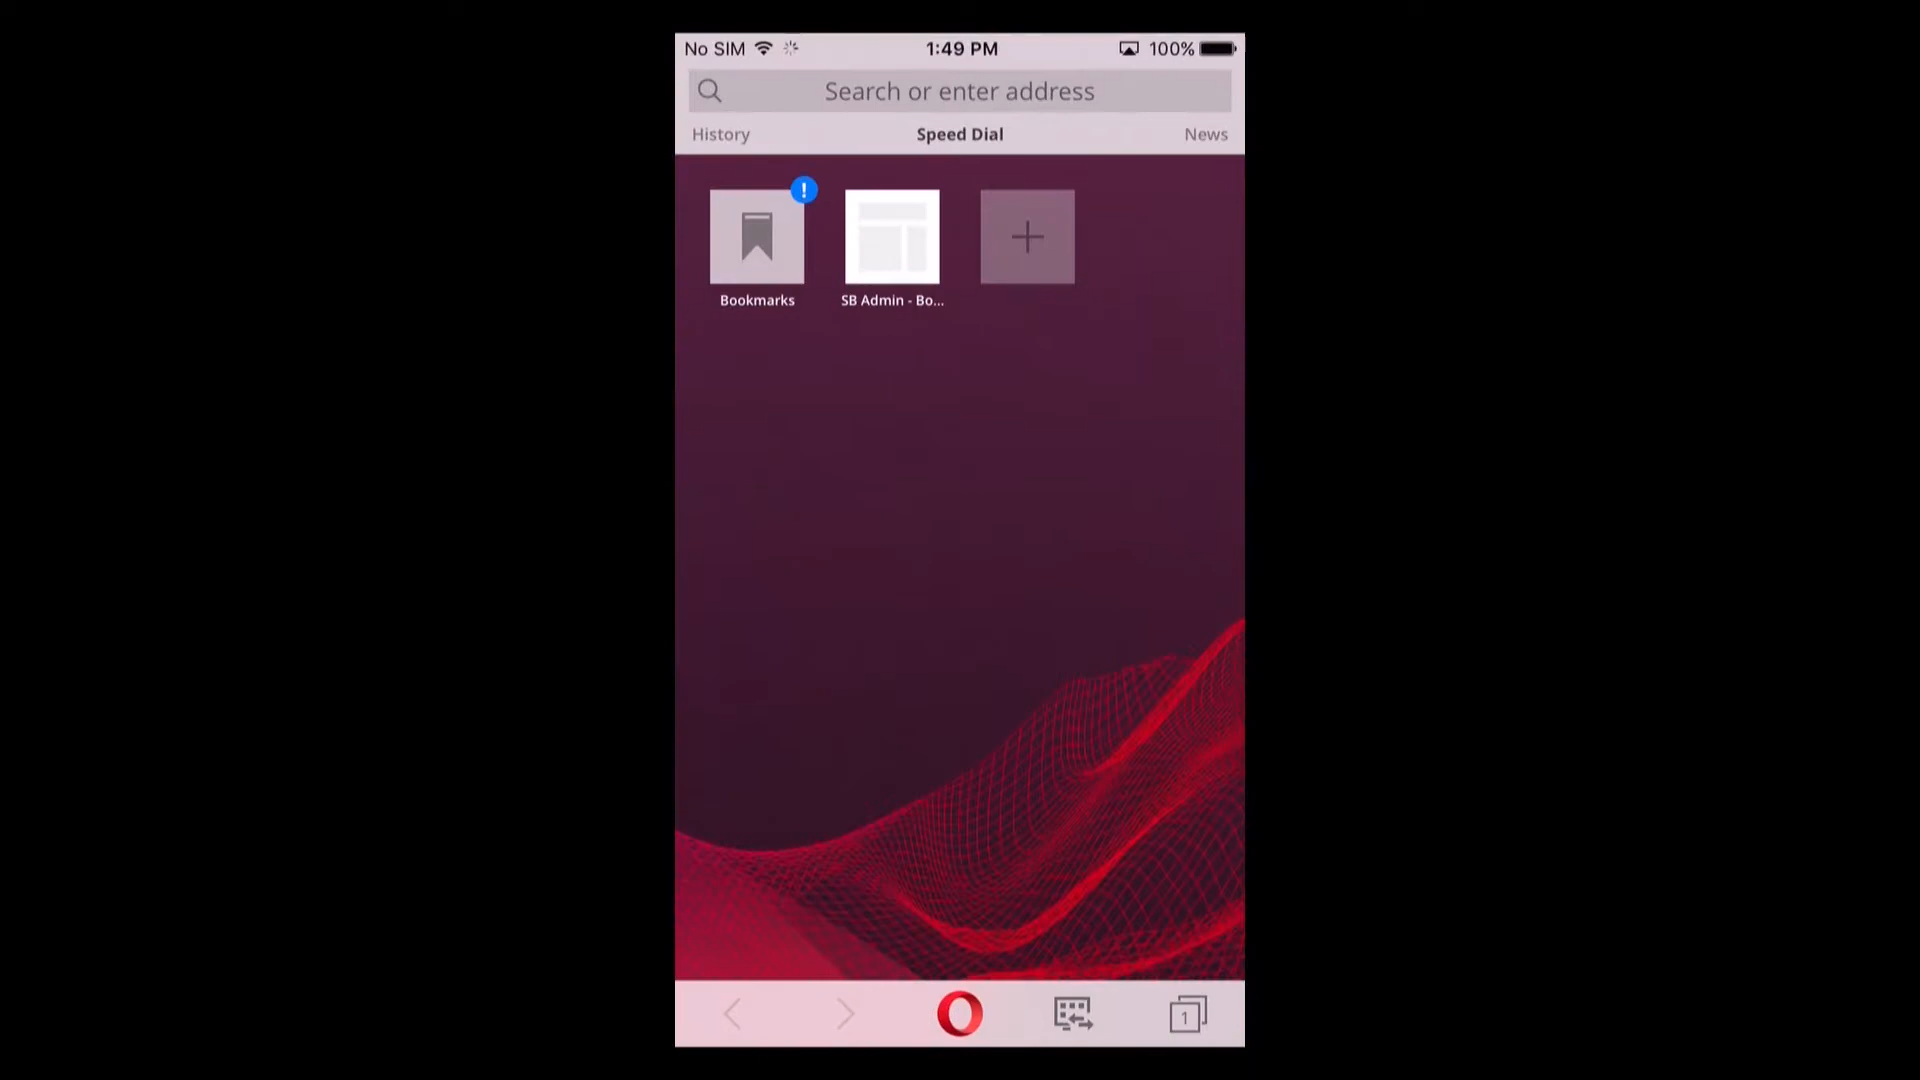 No SIM 1:49 PM 100%
Search or enter address
History Speed Dial News
!
Bookmarks SB Admin - Bo...
1